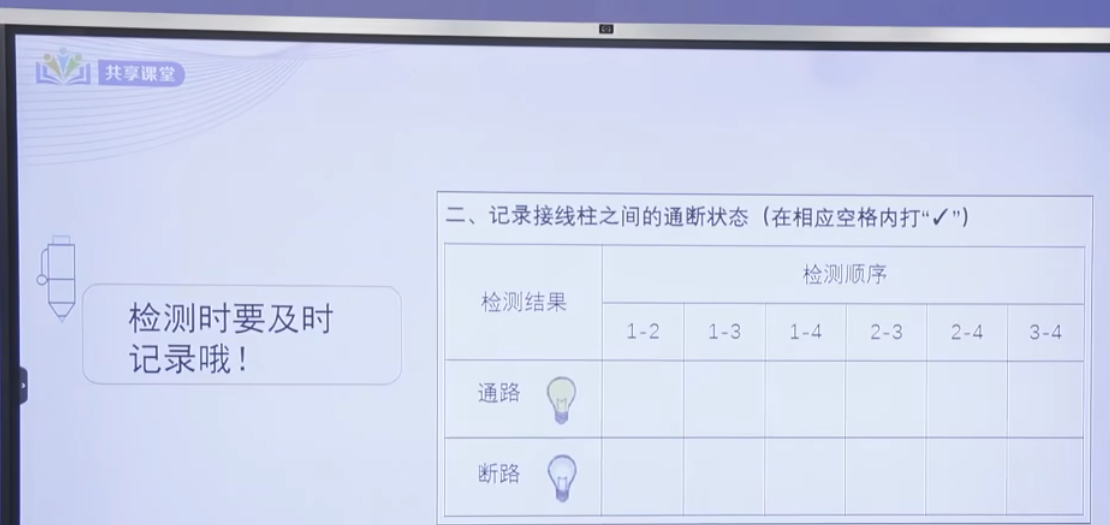 共享课堂
二、记录接线柱之间的通断状态（在相应空格内打“✓”）
检测结果
检测顺序
1-2 1-3 1-4 2-3 2-4 3-4
通路
断路
检测时要及时
记录哦！